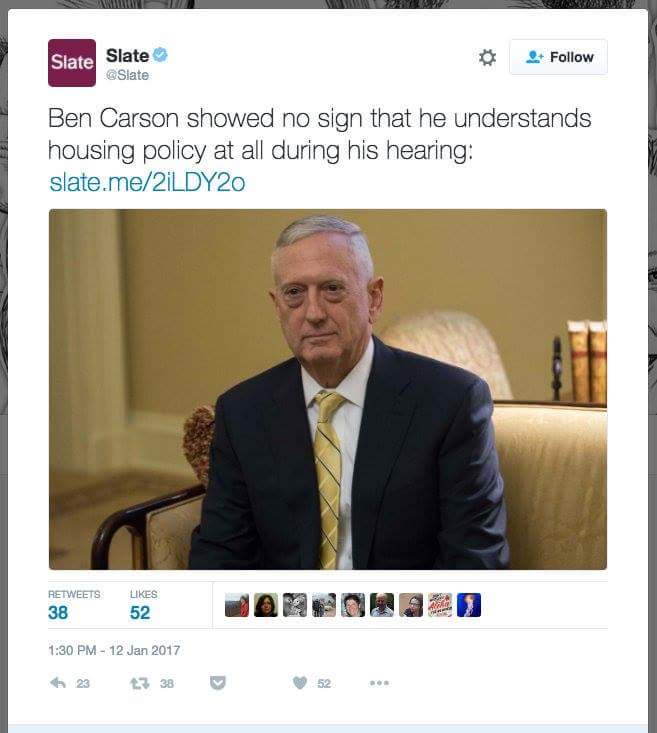 Slate
Slate
@Slate
Follow
Ben Carson showed no sign that he understands
housing policy at all during his hearing:
slate.me/2iLDY2o
RETWEETS
LIKES
38
52
1:30 PM - 12 Jan 2017
23
38
52